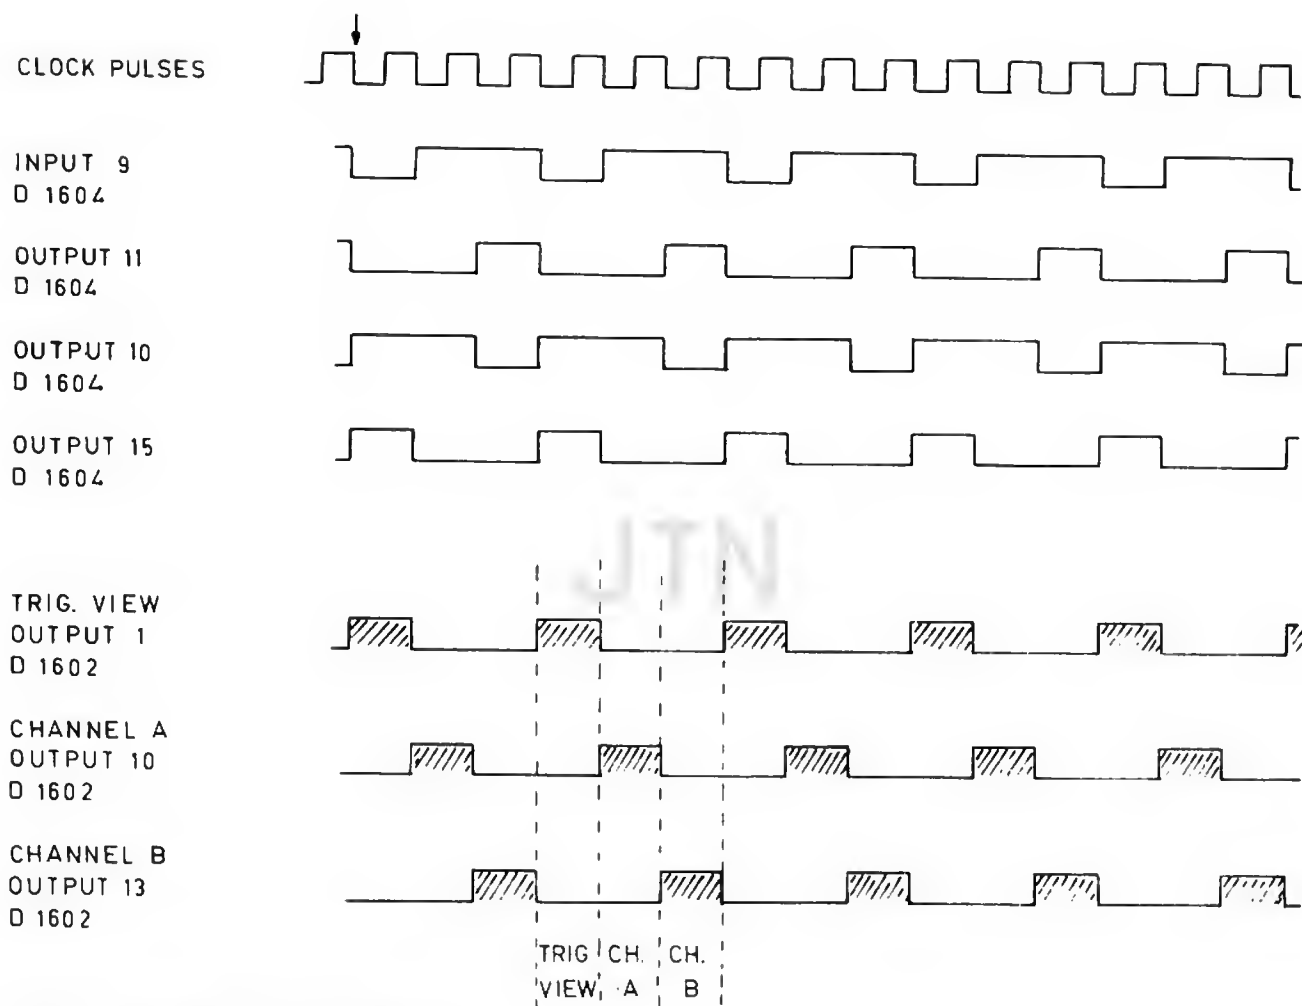 CLOCK PULSES
INPUT 9
D 1604
OUTPUT 11
D 1604
OUTPUT 10
D 1604
OUTPUT 15
D 1604
JTN
TRIG. VIEW
OUTPUT 1
D 1602
CHANNEL A
OUTPUT 10
D 1602
CHANNEL B
OUTPUT 13
D 1602
TRIG CH. CH.
VIEW A B